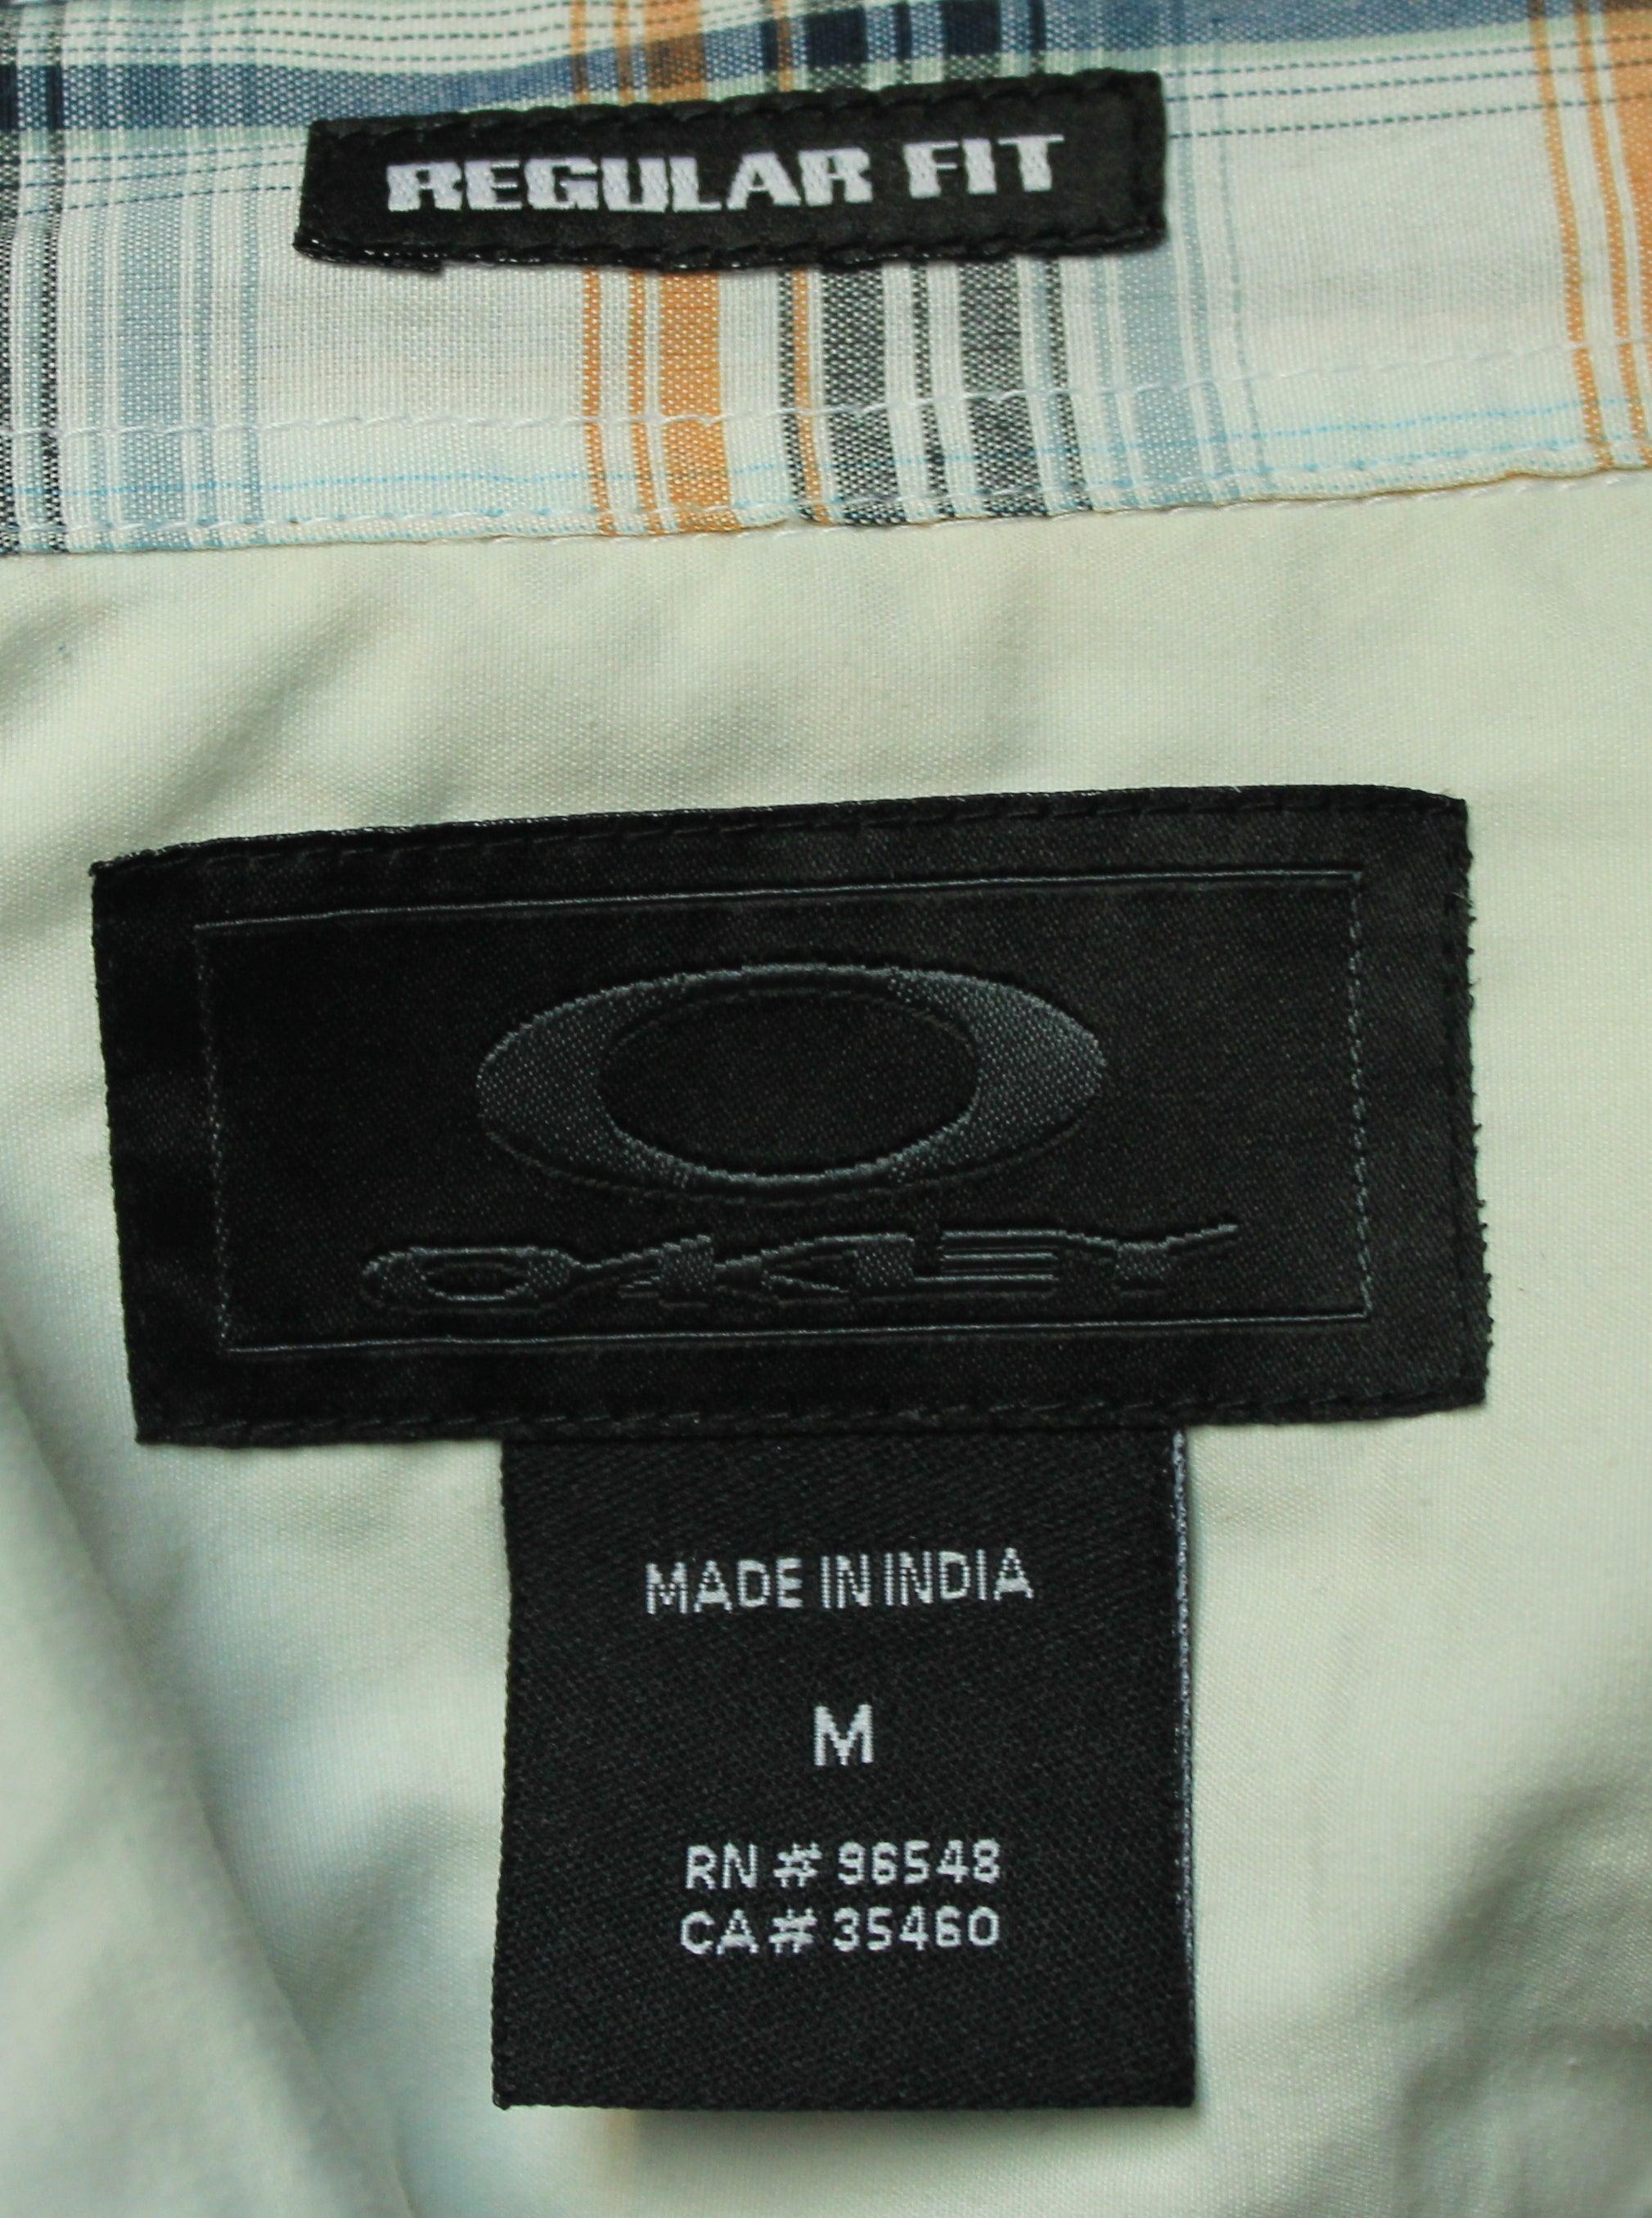 REGULAR FIT
OAKLEY
MADE IN INDIA
M
RN # 96548
CA # 35460